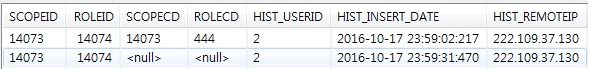 SCOPEID ROLEID SCOPECD ROLECD HIST_USERID HIST_INSERT_DATE HIST_REMOTEIP
14073 14074 14073 444 2 2016-10-17 23:59:02:217 222.109.37.130
14073 14074 <null> <null> 2 2016-10-17 23:59:31:470 222.109.37.130